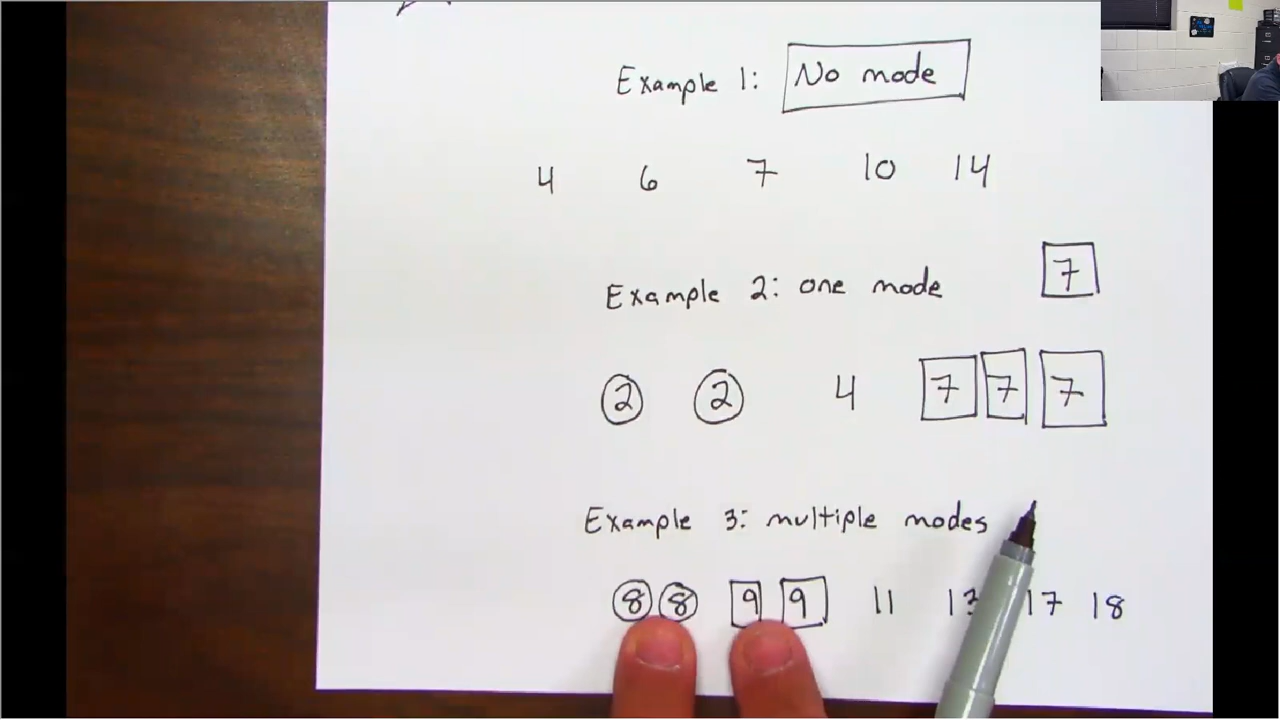 Example 1: No mode
4 6 7 10 14
7
Example 2: one mode
2 2 4 7 7 7
Example 3: multiple modes
8 8 9 9 11 13 17 18